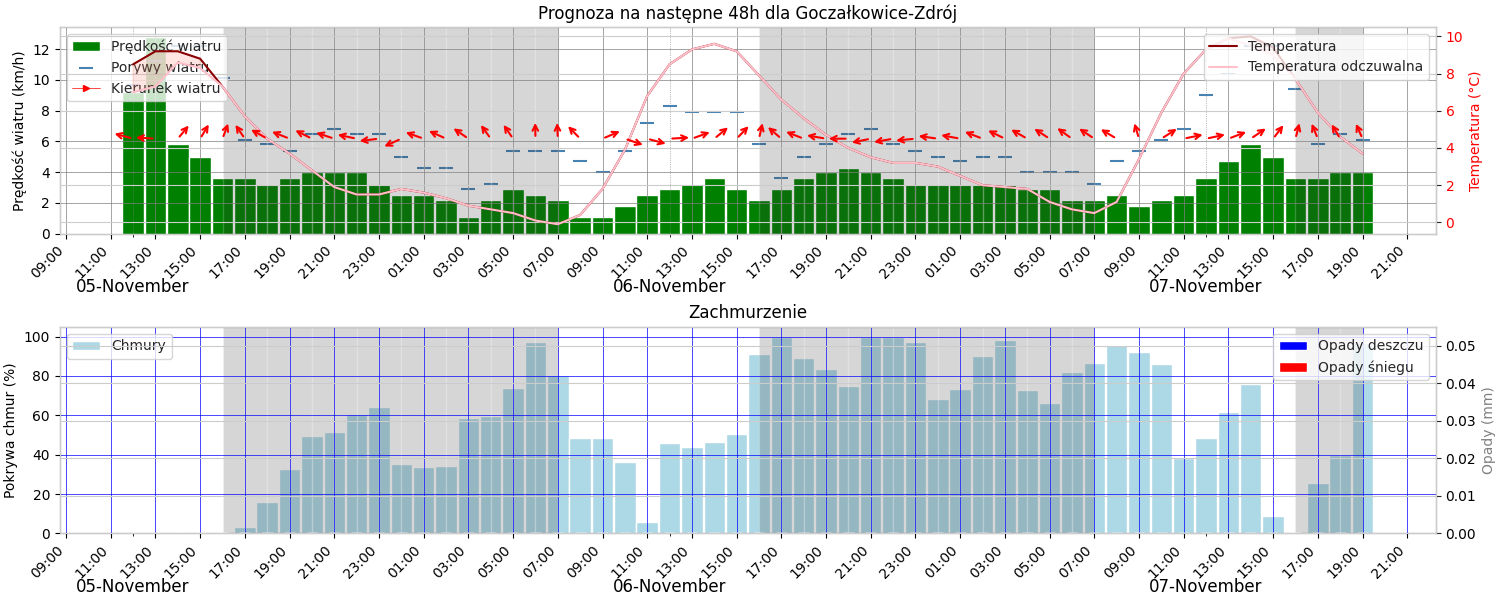 Prognoza na następne 48h dla Goczałkowice-Zdrój
Prędkość wiatru
Porywy wiatru
Kierunek wiatru
Temperatura
Temperatura odczuwalna
Prędkość wiatru (km/h)
0 2 4 6 8 10 12
Temperatura (°C)
0 2 4 6 8 10
09:00 11:00 13:00 15:00 17:00 19:00 21:00 23:00 01:00 03:00 05:00 07:00 09:00 11:00 13:00 15:00 17:00 19:00 21:00 23:00 01:00 03:00 05:00 07:00 09:00 11:00 13:00 15:00 17:00 19:00 21:00
05-November 06-November 07-November
Zachmurzenie
Chmury
Opady deszczu
Opady śniegu
Pokrywa chmur (%)
0 20 40 60 80 100
Opady (mm)
0.00 0.01 0.02 0.03 0.04 0.05
09:00 11:00 13:00 15:00 17:00 19:00 21:00 23:00 01:00 03:00 05:00 07:00 09:00 11:00 13:00 15:00 17:00 19:00 21:00 23:00 01:00 03:00 05:00 07:00 09:00 11:00 13:00 15:00 17:00 19:00 21:00
05-November 06-November 07-November